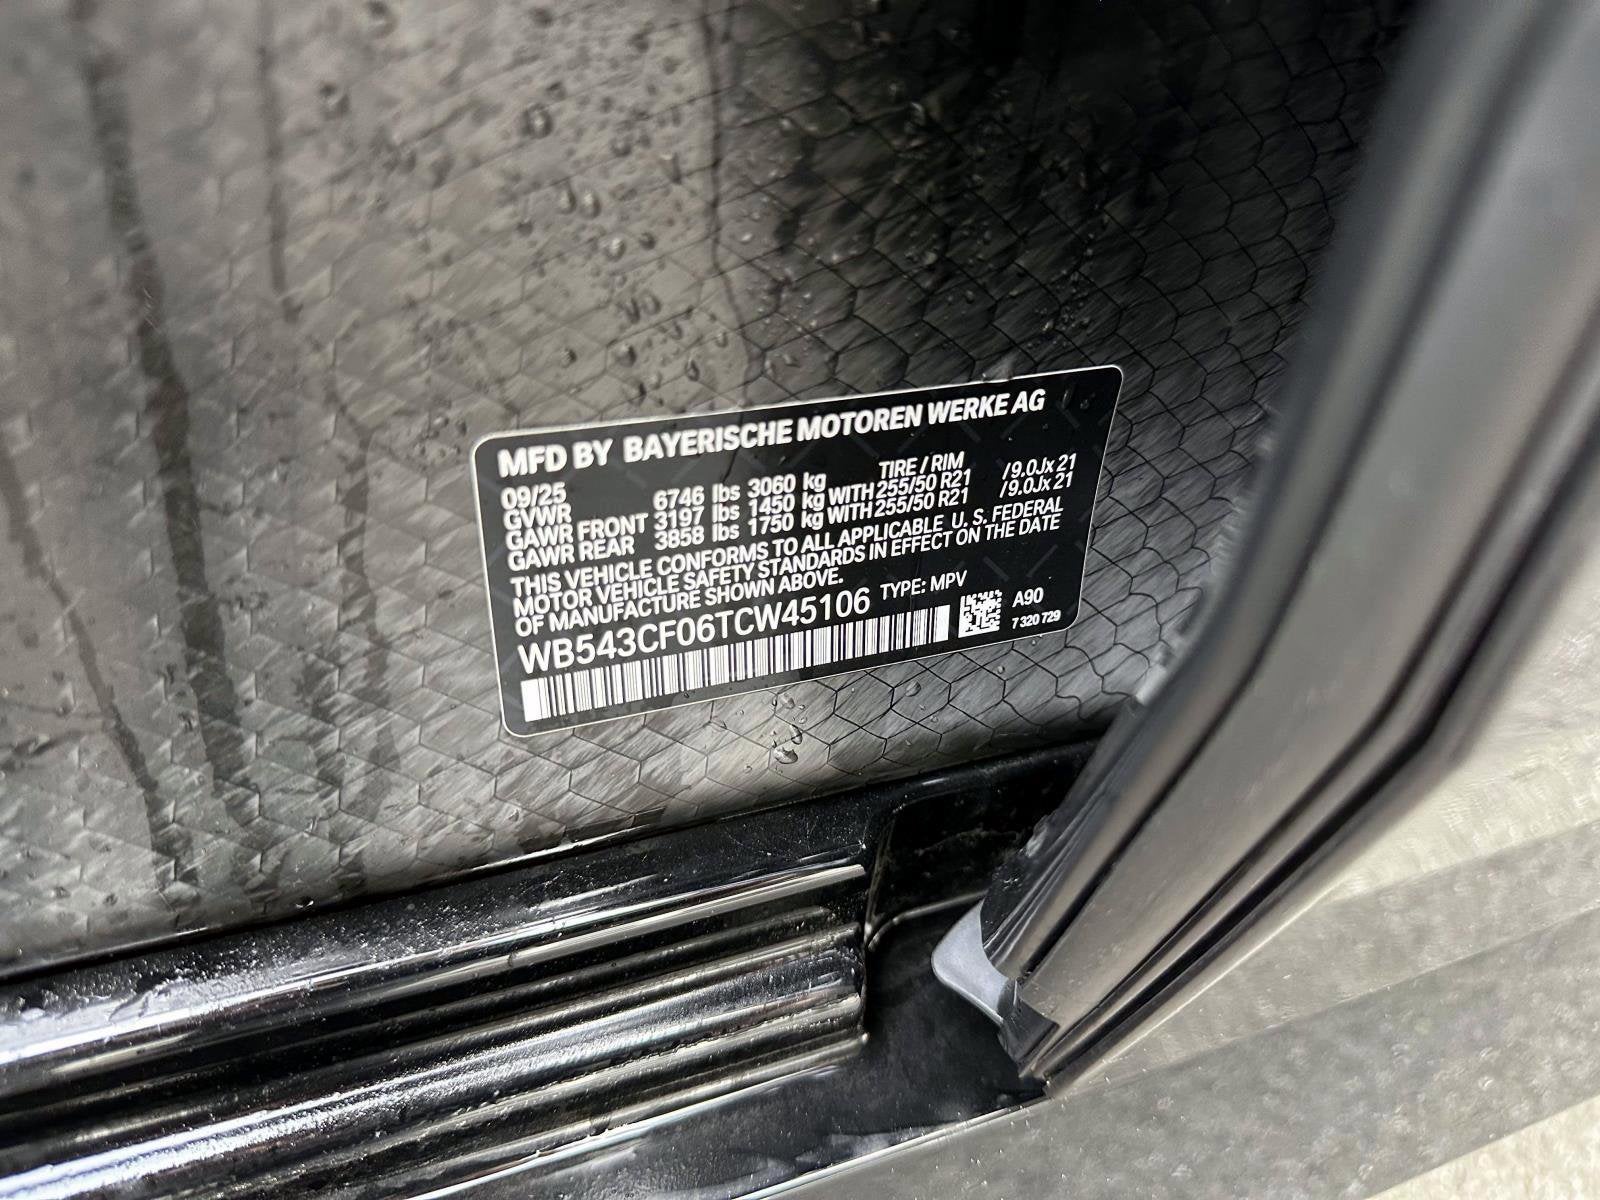 MFD BY BAYERISCHE MOTOREN WERKE AG
09/25 TIRE / RIM
GVWR 6746 lbs 3060 kg
GAWR FRONT 3197 lbs 1450 kg WITH 255/50 R21 /9.0Jx 21
GAWR REAR 3858 lbs 1750 kg WITH 255/50 R21 /9.0Jx 21
THIS VEHICLE CONFORMS TO ALL APPLICABLE U. S. FEDERAL
MOTOR VEHICLE SAFETY STANDARDS IN EFFECT ON THE DATE
OF MANUFACTURE SHOWN ABOVE.
WB543CF06TCW45106 TYPE: MPV
A90
7 320 729